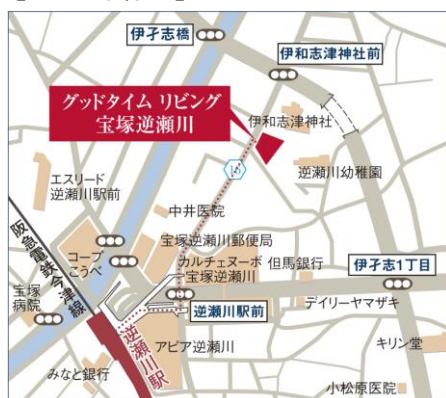 伊孑志橋
伊和志津神社前
グッドタイム リビング
宝塚逆瀬川
伊和志津神社
逆瀬川幼稚園
エスリード
逆瀬川駅前
中井医院
阪急電鉄今津線
コープ
こうべ
宝塚逆瀬川郵便局
カルチェヌーボ
宝塚逆瀬川
但馬銀行
伊孑志1丁目
宝塚
病院
逆瀬川駅前
デイリーヤマザキ
逆瀬川駅
アピア逆瀬川
キリン堂
みなと銀行
小松原医院